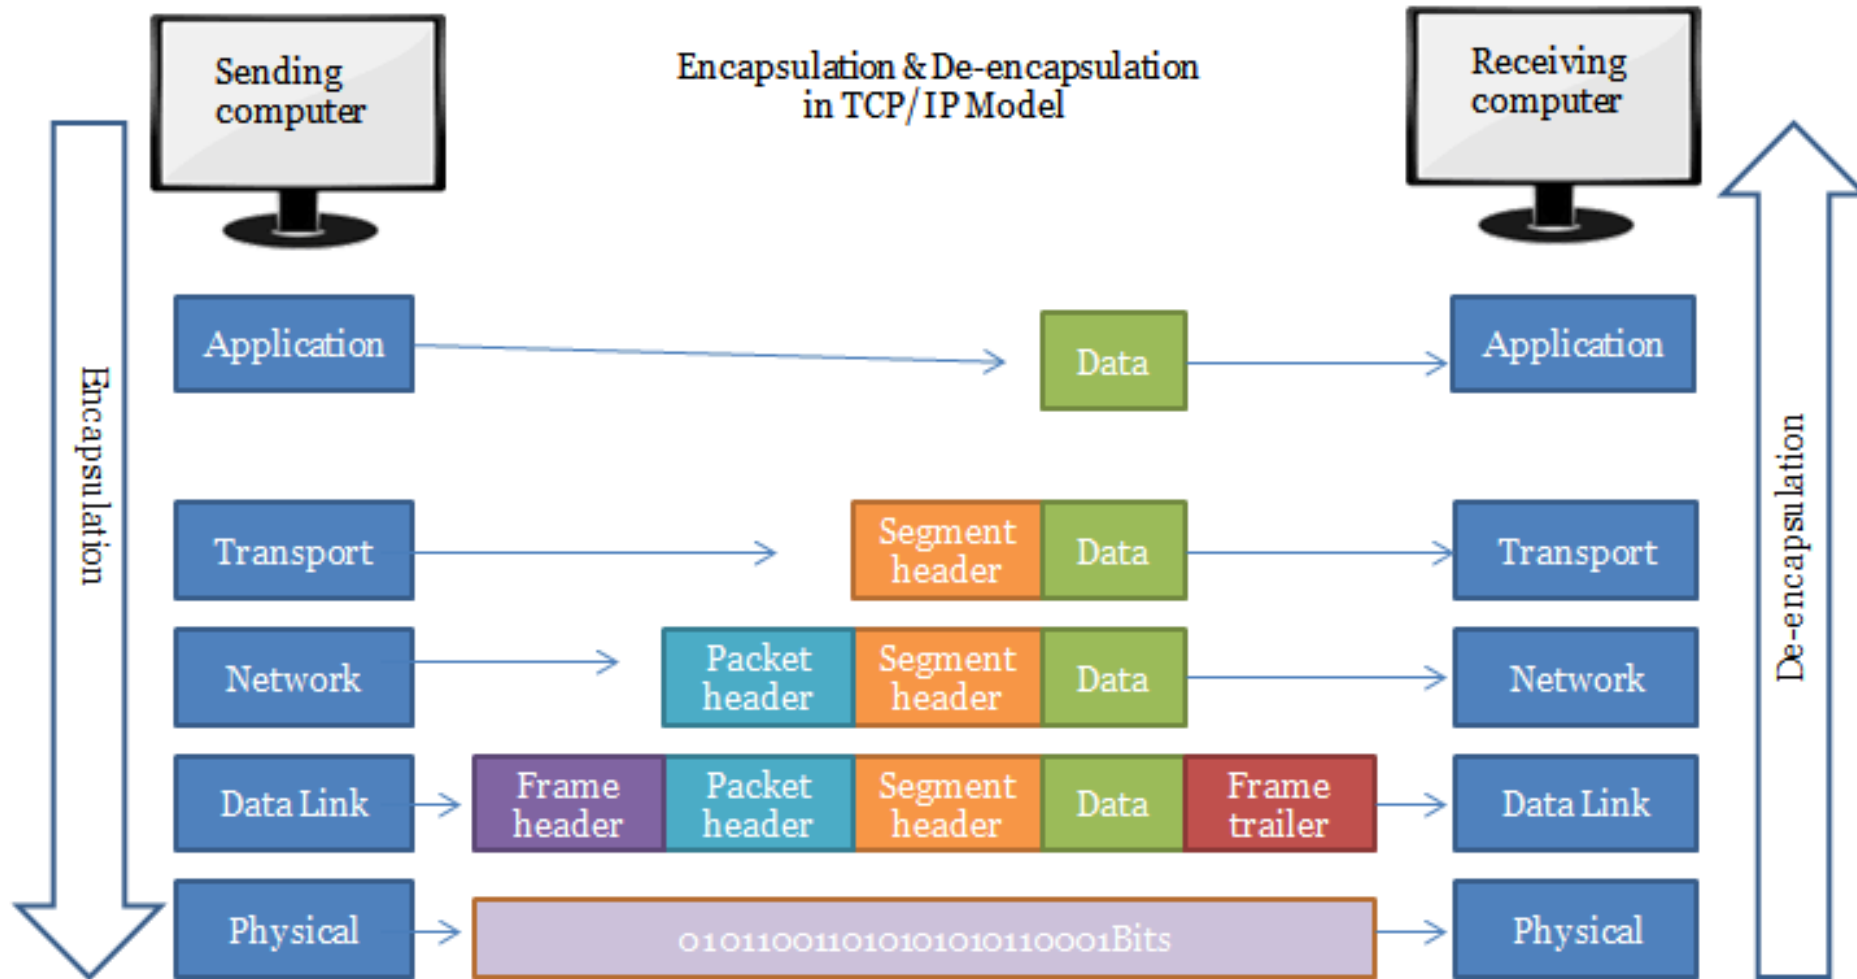 Sending
computer
Encapsulation & De-encapsulation
in TCP/IP Model
Receiving
computer
Encapsulation
De-encapsulation
Application
Data
Application
Transport
Segment
header
Data
Transport
Network
Packet
header
Segment
header
Data
Network
Data Link
Frame
header
Packet
header
Segment
header
Data
Frame
trailer
Data Link
Physical
010110011010101010110001Bits
Physical